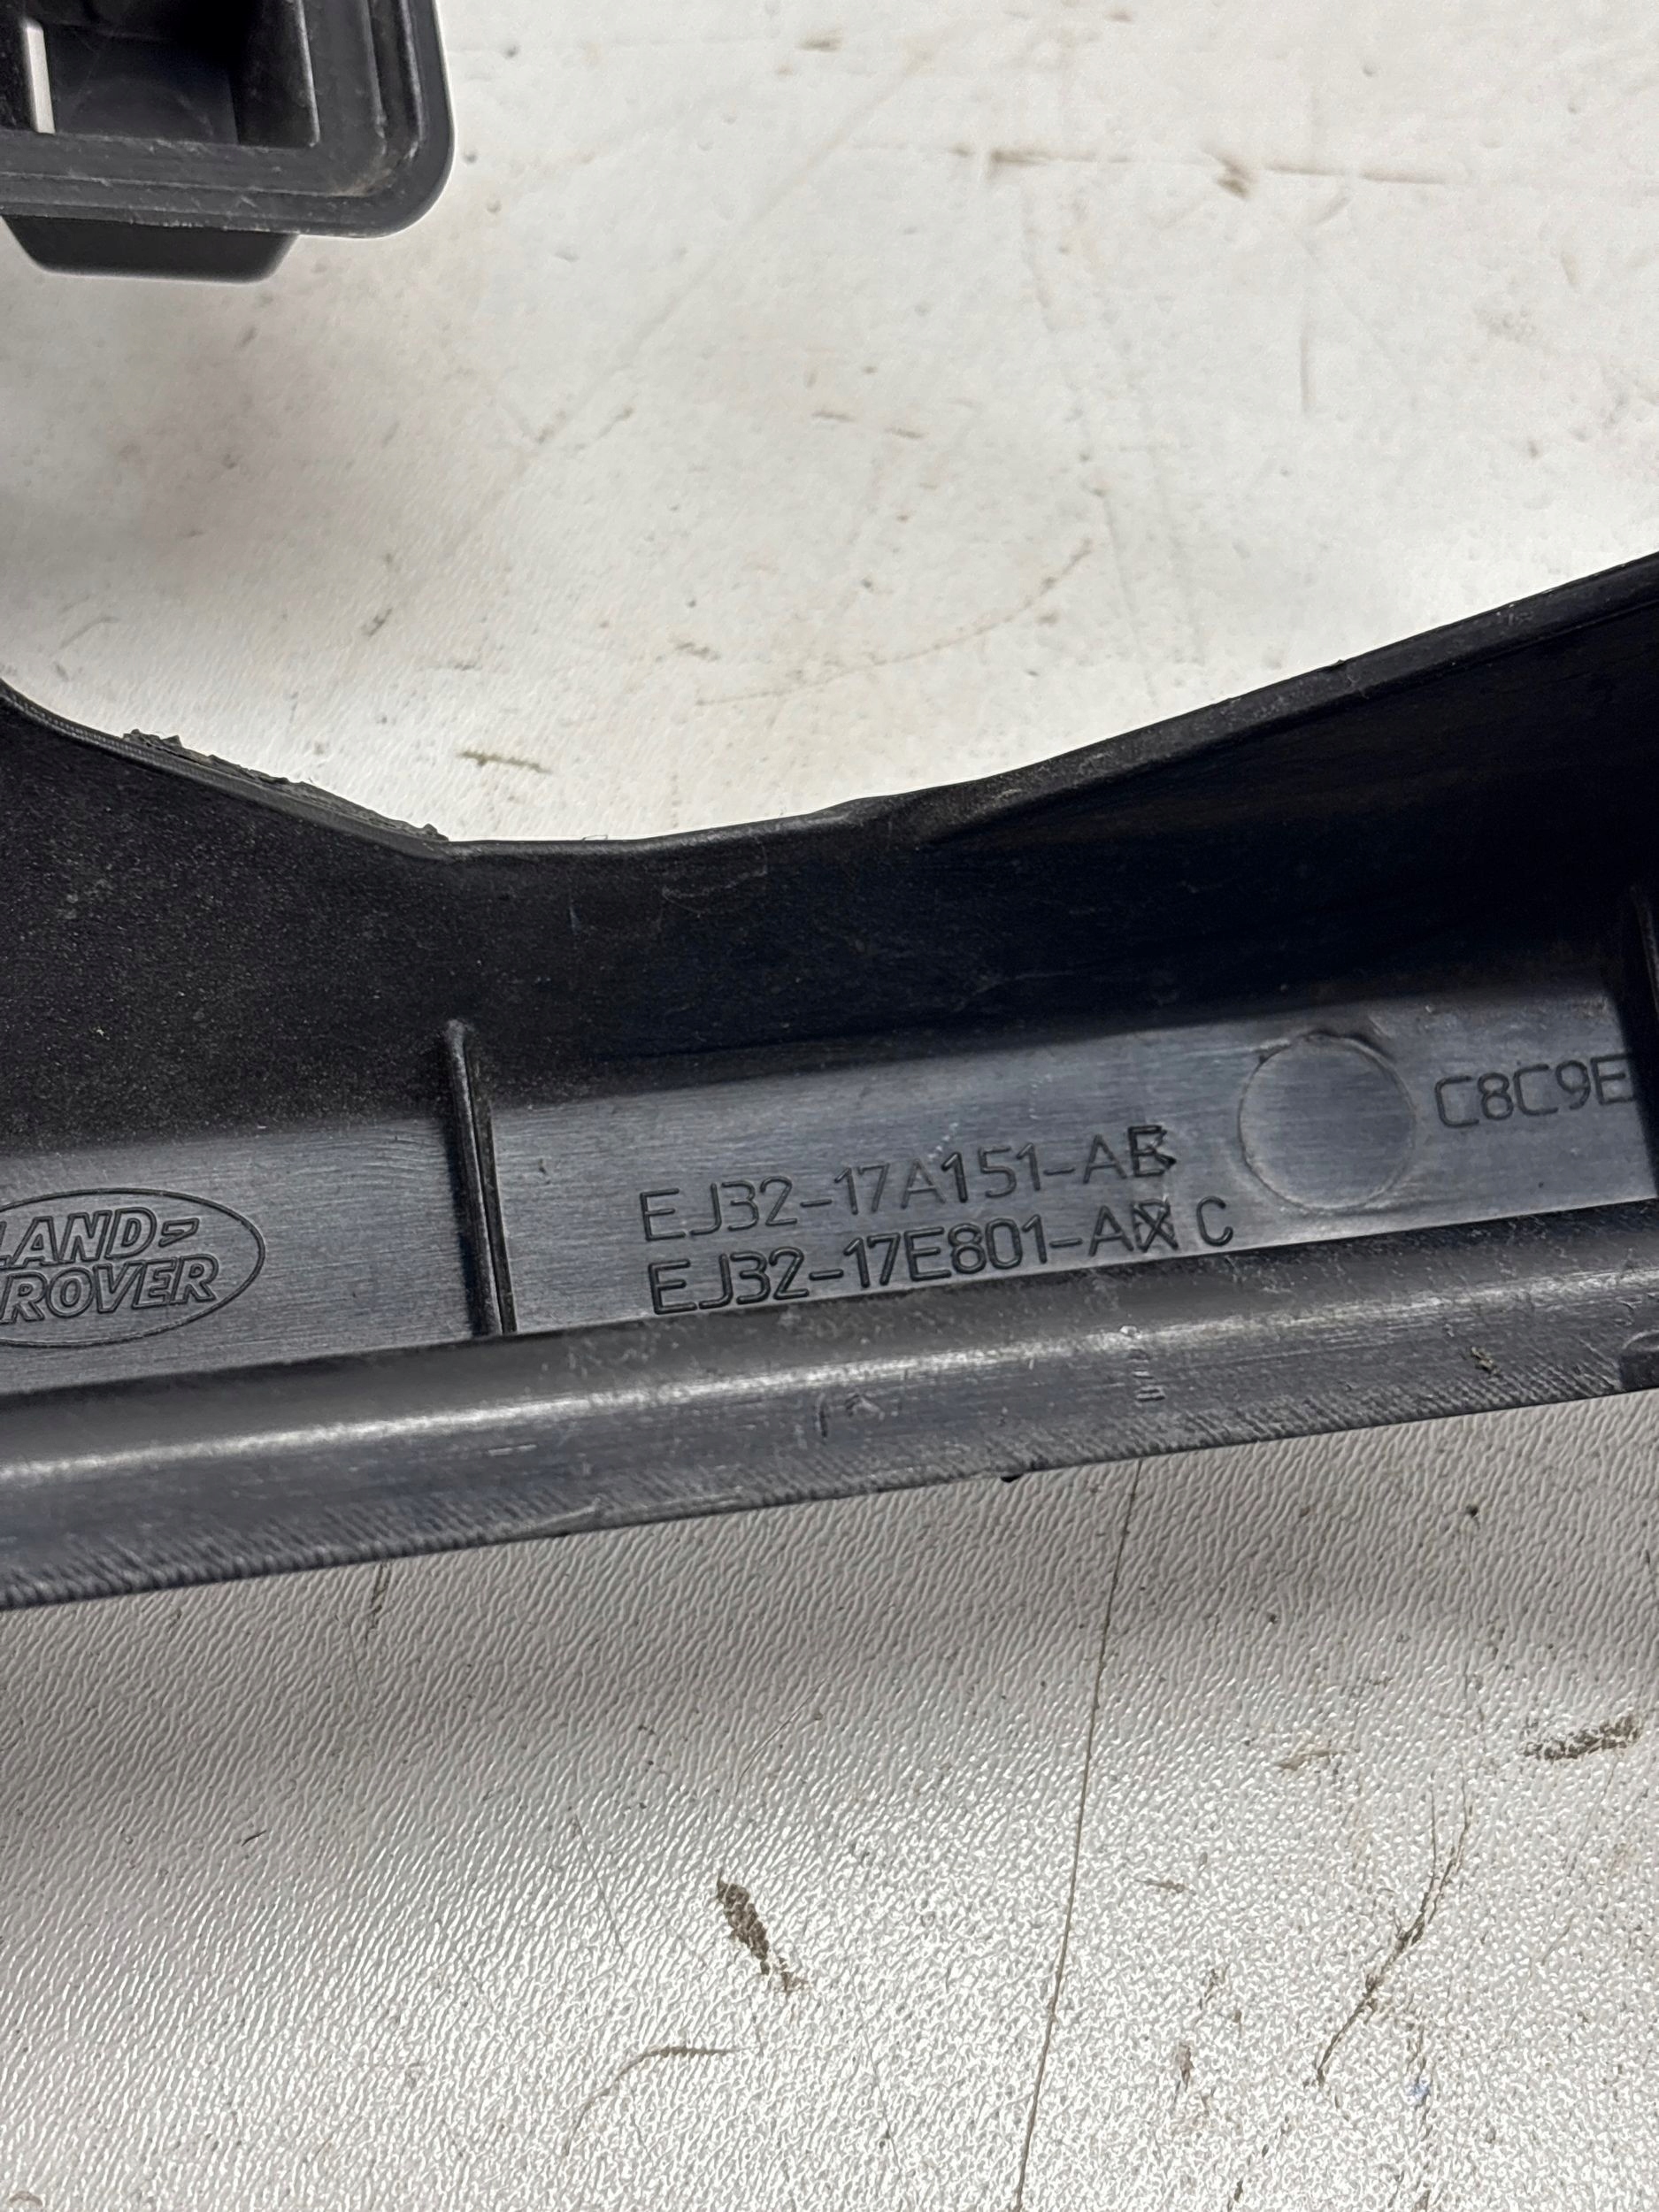 C8C9E
EJ32-17A151-AB
EJ32-17E801-AX C
LAND-
ROVER